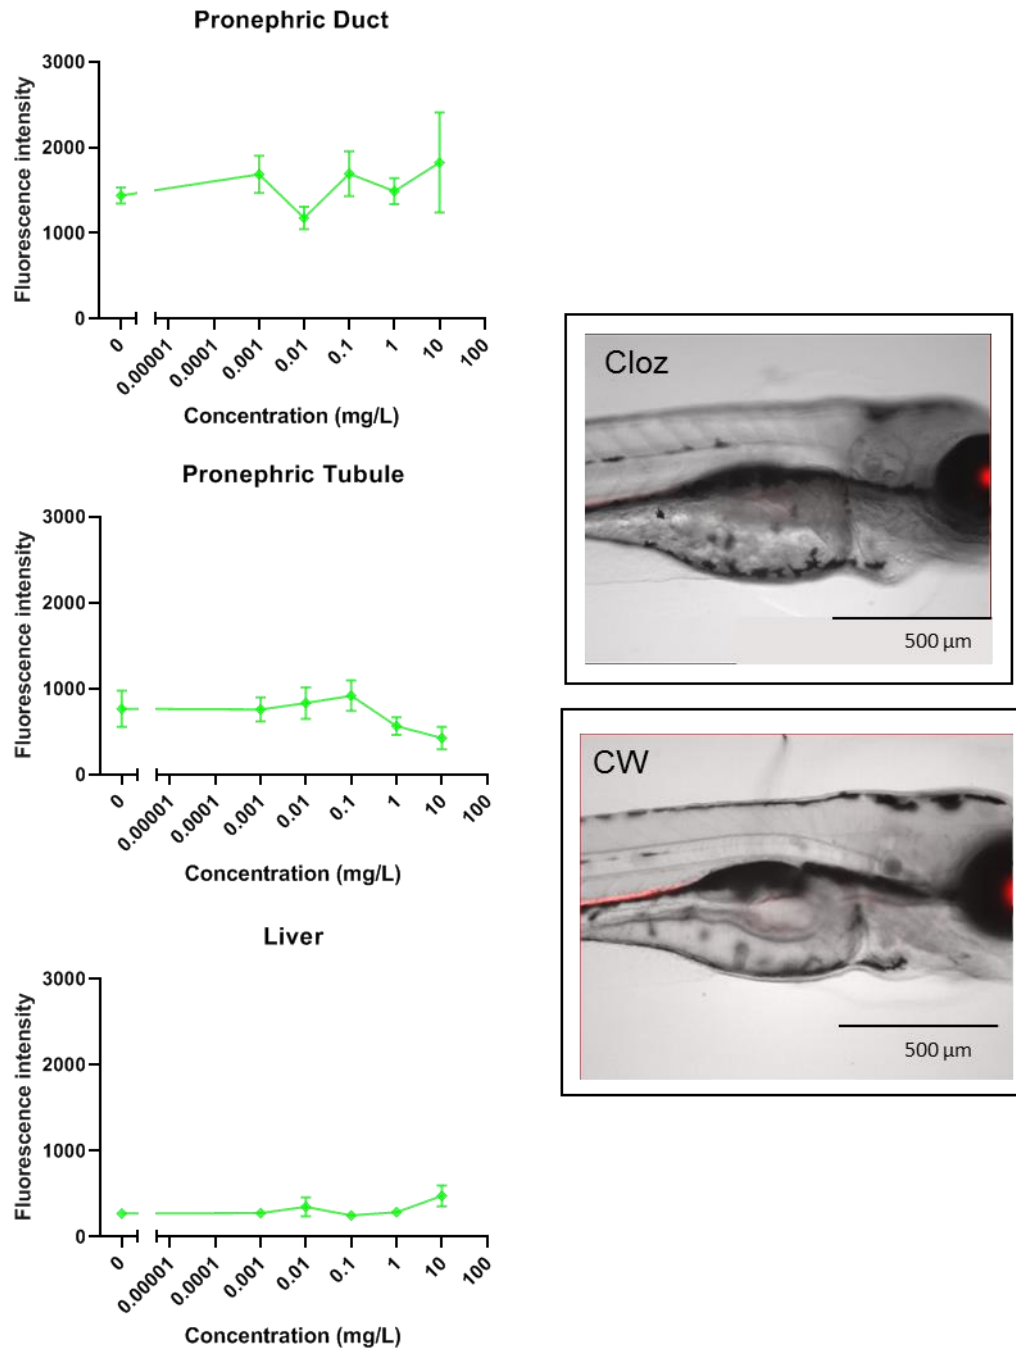 Pronephric Duct
3000
2000
1000
0
Fluorescence intensity
0 0.00001 0.0001 0.001 0.01 0.1 1 10 100
Concentration (mg/L)
Pronephric Tubule
3000
2000
1000
0
Fluorescence intensity
0 0.00001 0.0001 0.001 0.01 0.1 1 10 100
Concentration (mg/L)
Liver
3000
2000
1000
0
Fluorescence intensity
0 0.00001 0.0001 0.001 0.01 0.1 1 10 100
Concentration (mg/L)
Cloz
500 µm
CW
500 µm